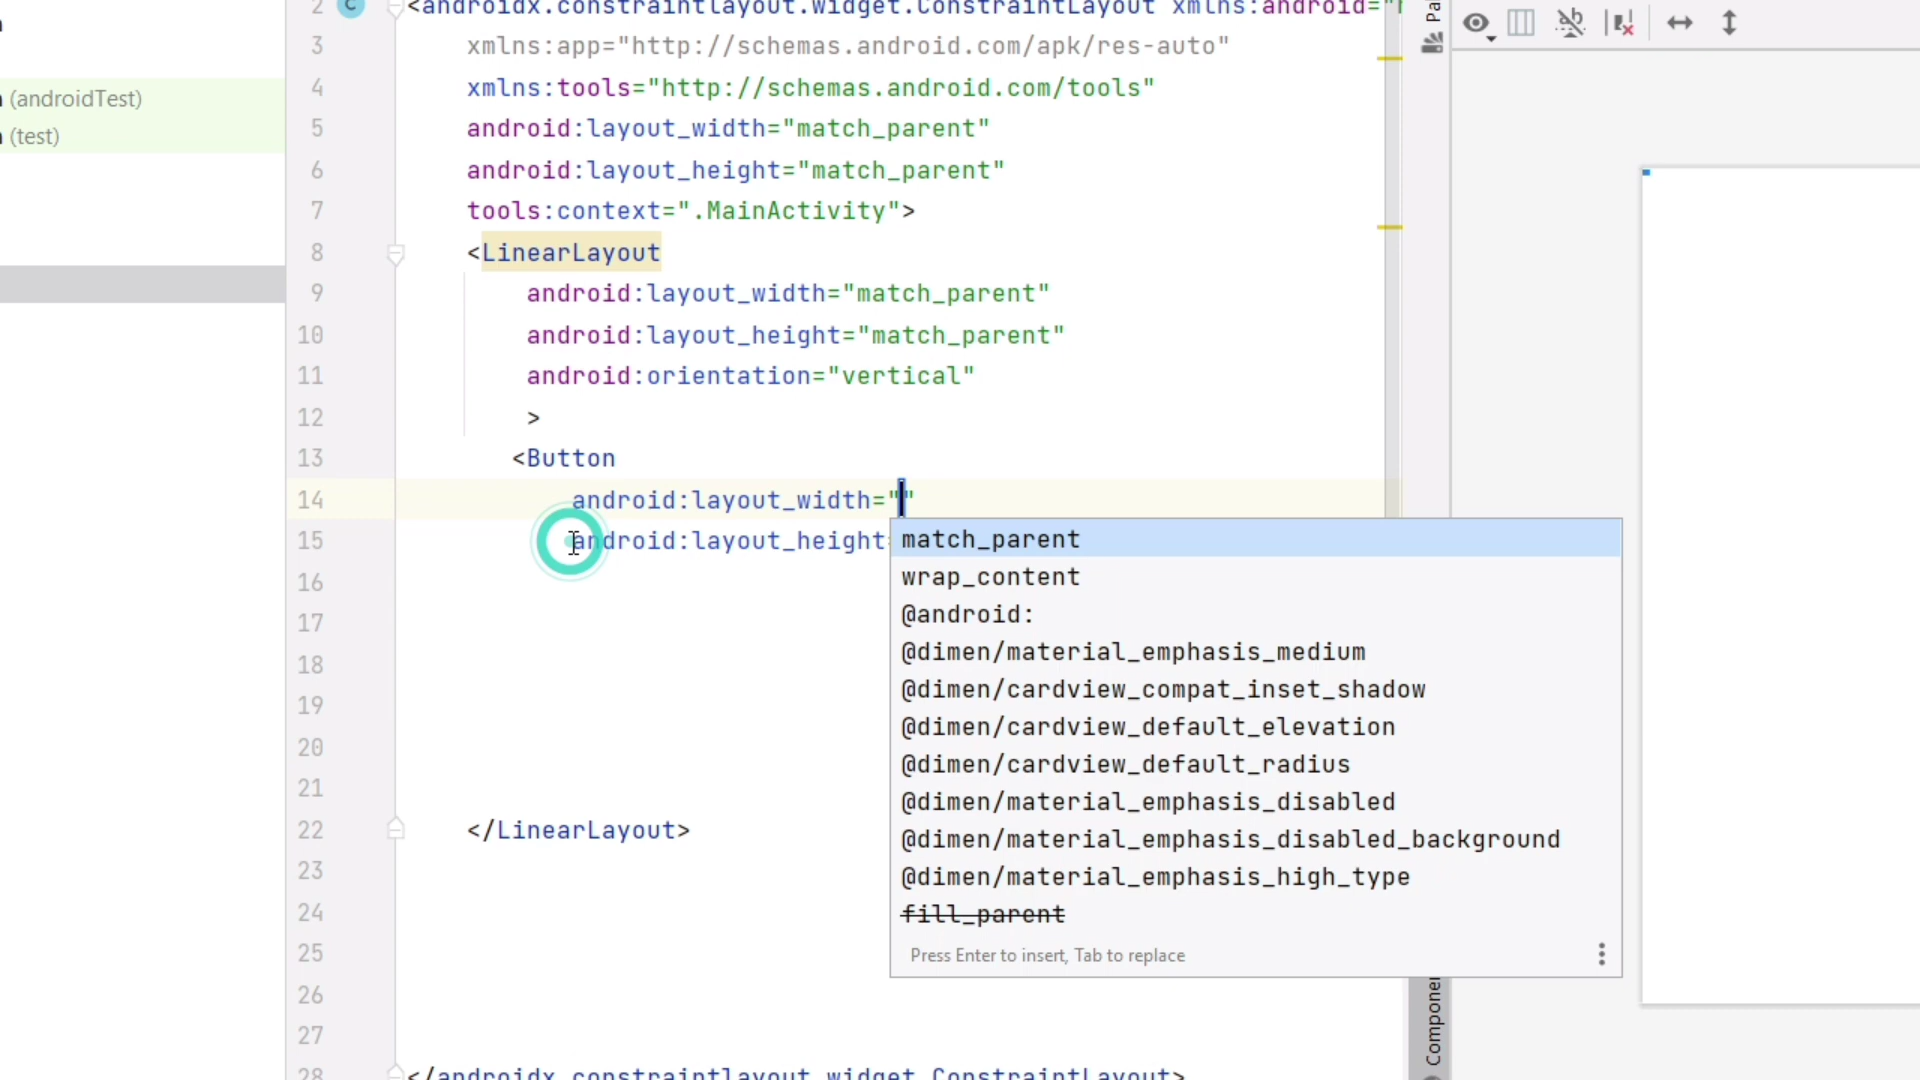 (androidTest)
(test)
2 C <androidx.constraintlayout.widget.ConstraintLayout xmlns:android="
3 xmlns:app="http://schemas.android.com/apk/res-auto"
4 xmlns:tools="http://schemas.android.com/tools"
5 android:layout_width="match_parent"
6 android:layout_height="match_parent"
7 tools:context=".MainActivity">
8 <LinearLayout
9 android:layout_width="match_parent"
10 android:layout_height="match_parent"
11 android:orientation="vertical"
12 >
13 <Button
14 android:layout_width=""
15 android:layout_height=
16
17
18
19
20
21
22 </LinearLayout>
23
24
25
26
27
28 </androidx.constraintlayout.widget.ConstraintLayout>
match_parent
wrap_content
@android:
@dimen/material_emphasis_medium
@dimen/cardview_compat_inset_shadow
@dimen/cardview_default_elevation
@dimen/cardview_default_radius
@dimen/material_emphasis_disabled
@dimen/material_emphasis_disabled_background
@dimen/material_emphasis_high_type
fill_parent
Press Enter to insert, Tab to replace
Pa
Componen